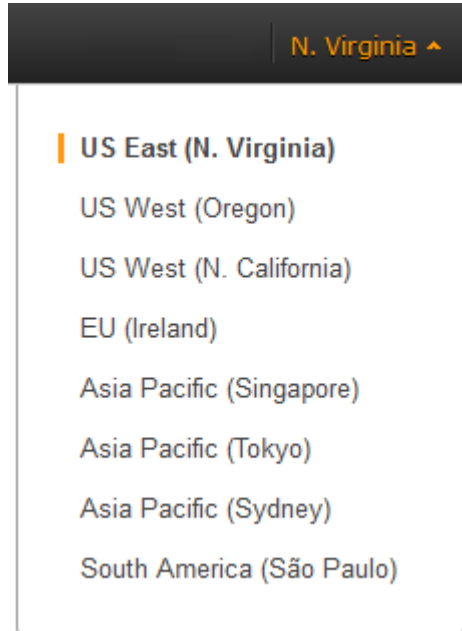 N. Virginia
US East (N. Virginia)
US West (Oregon)
US West (N. California)
EU (Ireland)
Asia Pacific (Singapore)
Asia Pacific (Tokyo)
Asia Pacific (Sydney)
South America (São Paulo)